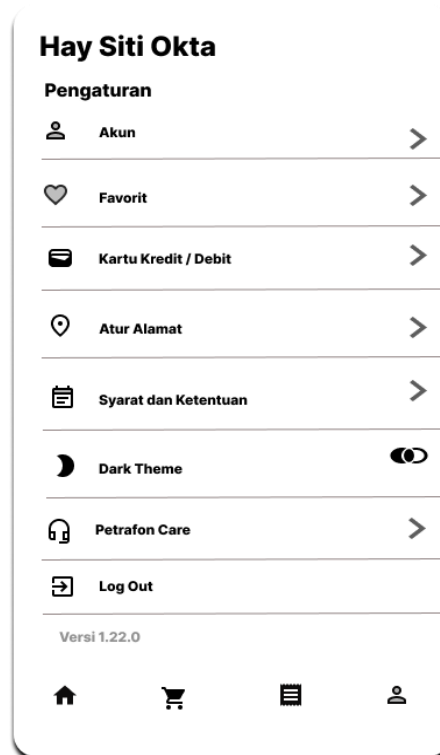 Hay Siti Okta
Pengaturan
Akun
Favorit
Kartu Kredit / Debit
Atur Alamat
Syarat dan Ketentuan
Dark Theme
Petrafon Care
Log Out
Versi 1.22.0